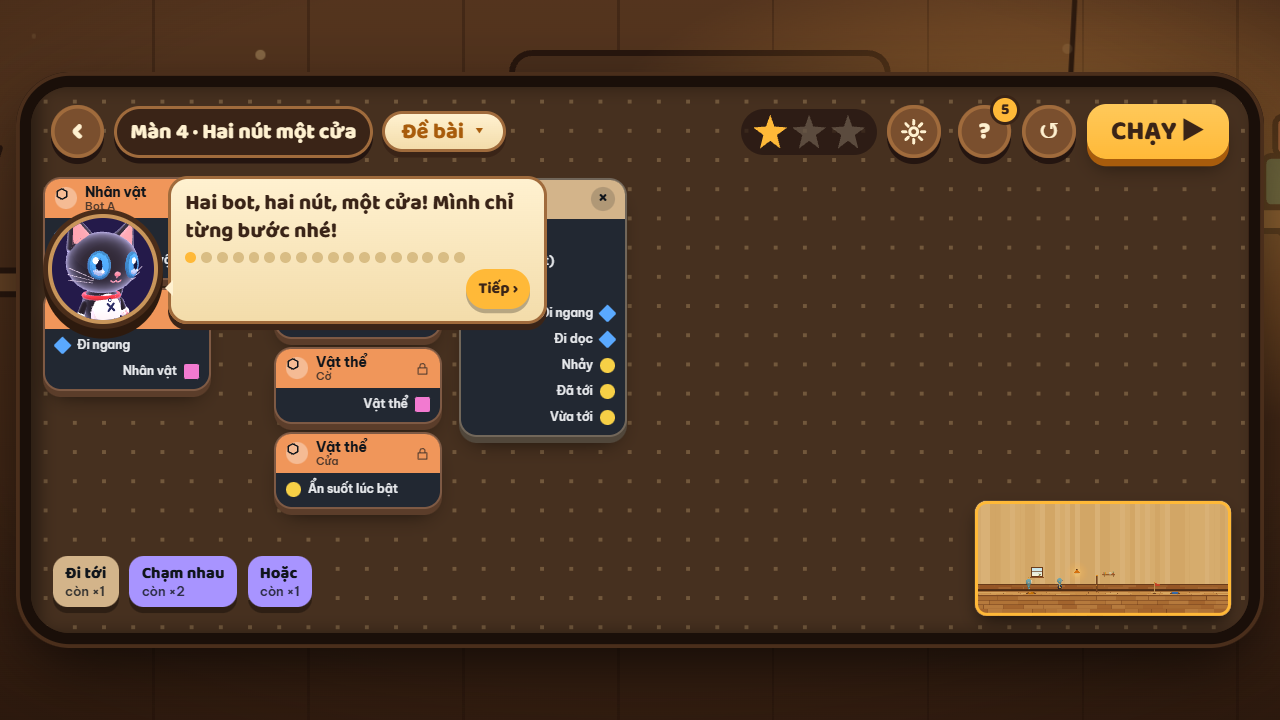 Màn 4 · Hai nút một cửa
Đề bài
5
?
CHẠY
Nhân vật
Bot A
Hai bot, hai nút, một cửa! Mình chỉ
từng bước nhé!
Tiếp ›
Đi ngang
Nhân vật
Vật thể
Cờ
Vật thể
Vật thể
Cửa
Ẩn suốt lúc bật
Đi ngang
Đi dọc
Nhảy
Đã tới
Vừa tới
Đi tới
còn ×1
Chạm nhau
còn ×2
Hoặc
còn ×1